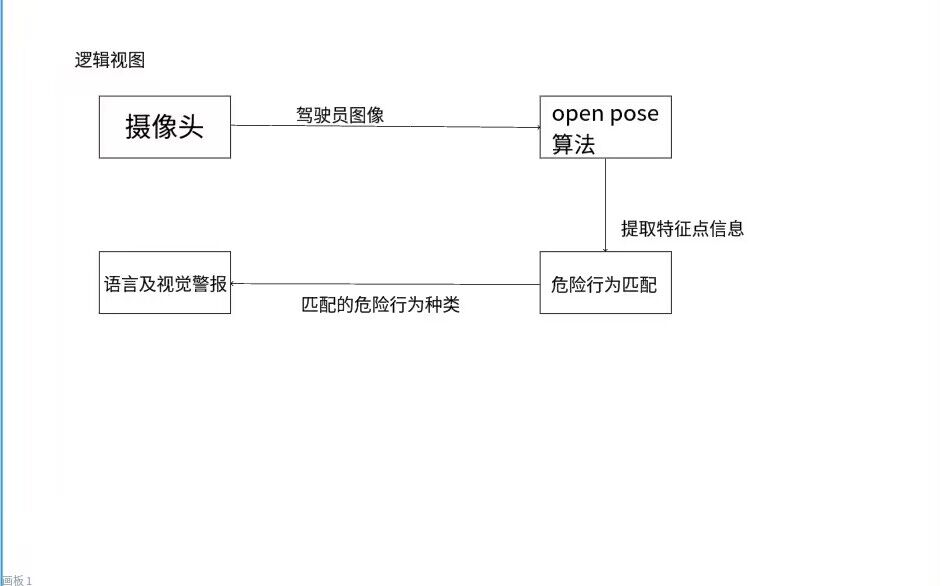 逻辑视图
摄像头
驾驶员图像
open pose
算法
提取特征点信息
语言及视觉警报
匹配的危险行为种类
危险行为匹配
画板 1